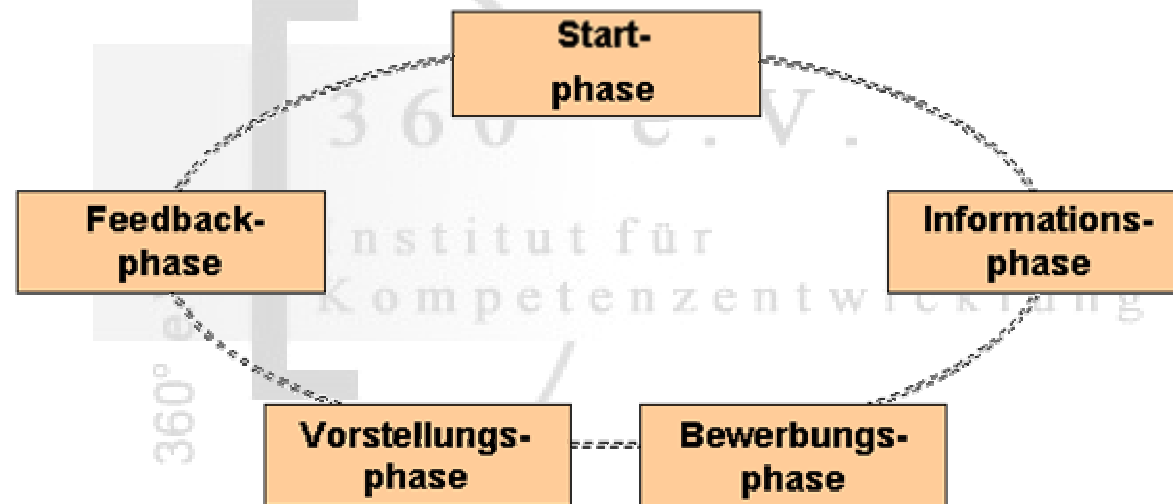 Start-
phase
360° e.V.
Feedback-
phase
Informations-
phase
Institut für
Kompetenzentwicklung
360° e
Vorstellungs-
phase
Bewerbungs-
phase